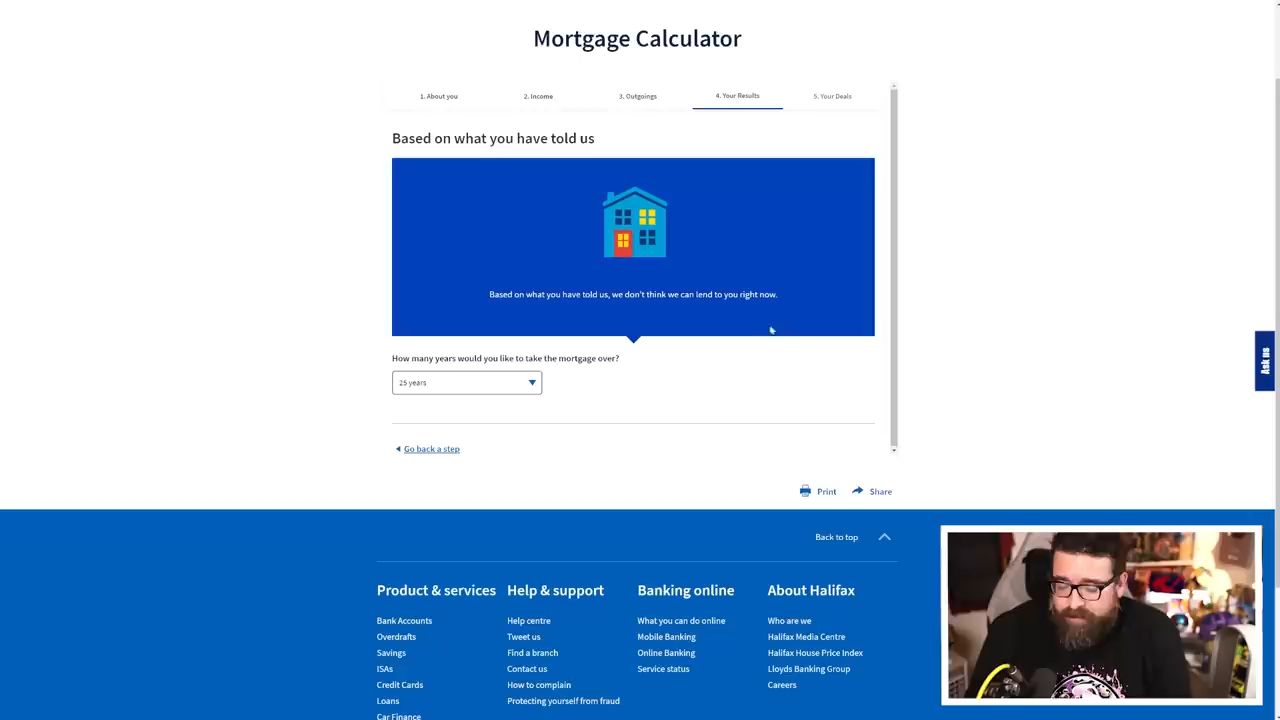 Mortgage Calculator
1. About you
2. Income
3. Outgoings
4. Your Results
5. Your Deals
Based on what you have told us
Based on what you have told us, we don't think we can lend to you right now.
How many years would you like to take the mortgage over?
25 years
Go back a step
Print
Share
Ask us
Back to top
Product & services
Bank Accounts
Overdrafts
Savings
ISAs
Credit Cards
Loans
Car Finance
Help & support
Help centre
Tweet us
Find a branch
Contact us
How to complain
Protecting yourself from fraud
Banking online
What you can do online
Mobile Banking
Online Banking
Service status
About Halifax
Who are we
Halifax Media Centre
Halifax House Price Index
Lloyds Banking Group
Careers